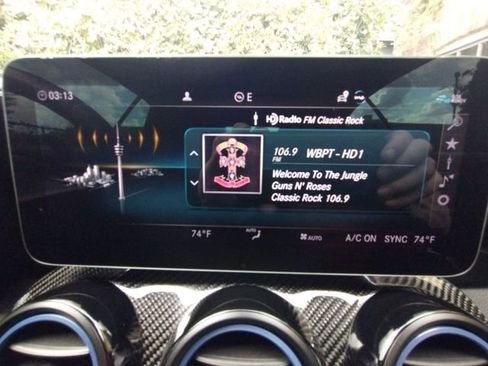 03:13
E
HD Radio FM Classic Rock
106.9 WBPT - HD1
FM
Welcome To The Jungle
Guns N' Roses
Classic Rock 106.9
74°F
AUTO
AUTO
A/C ON SYNC 74°F